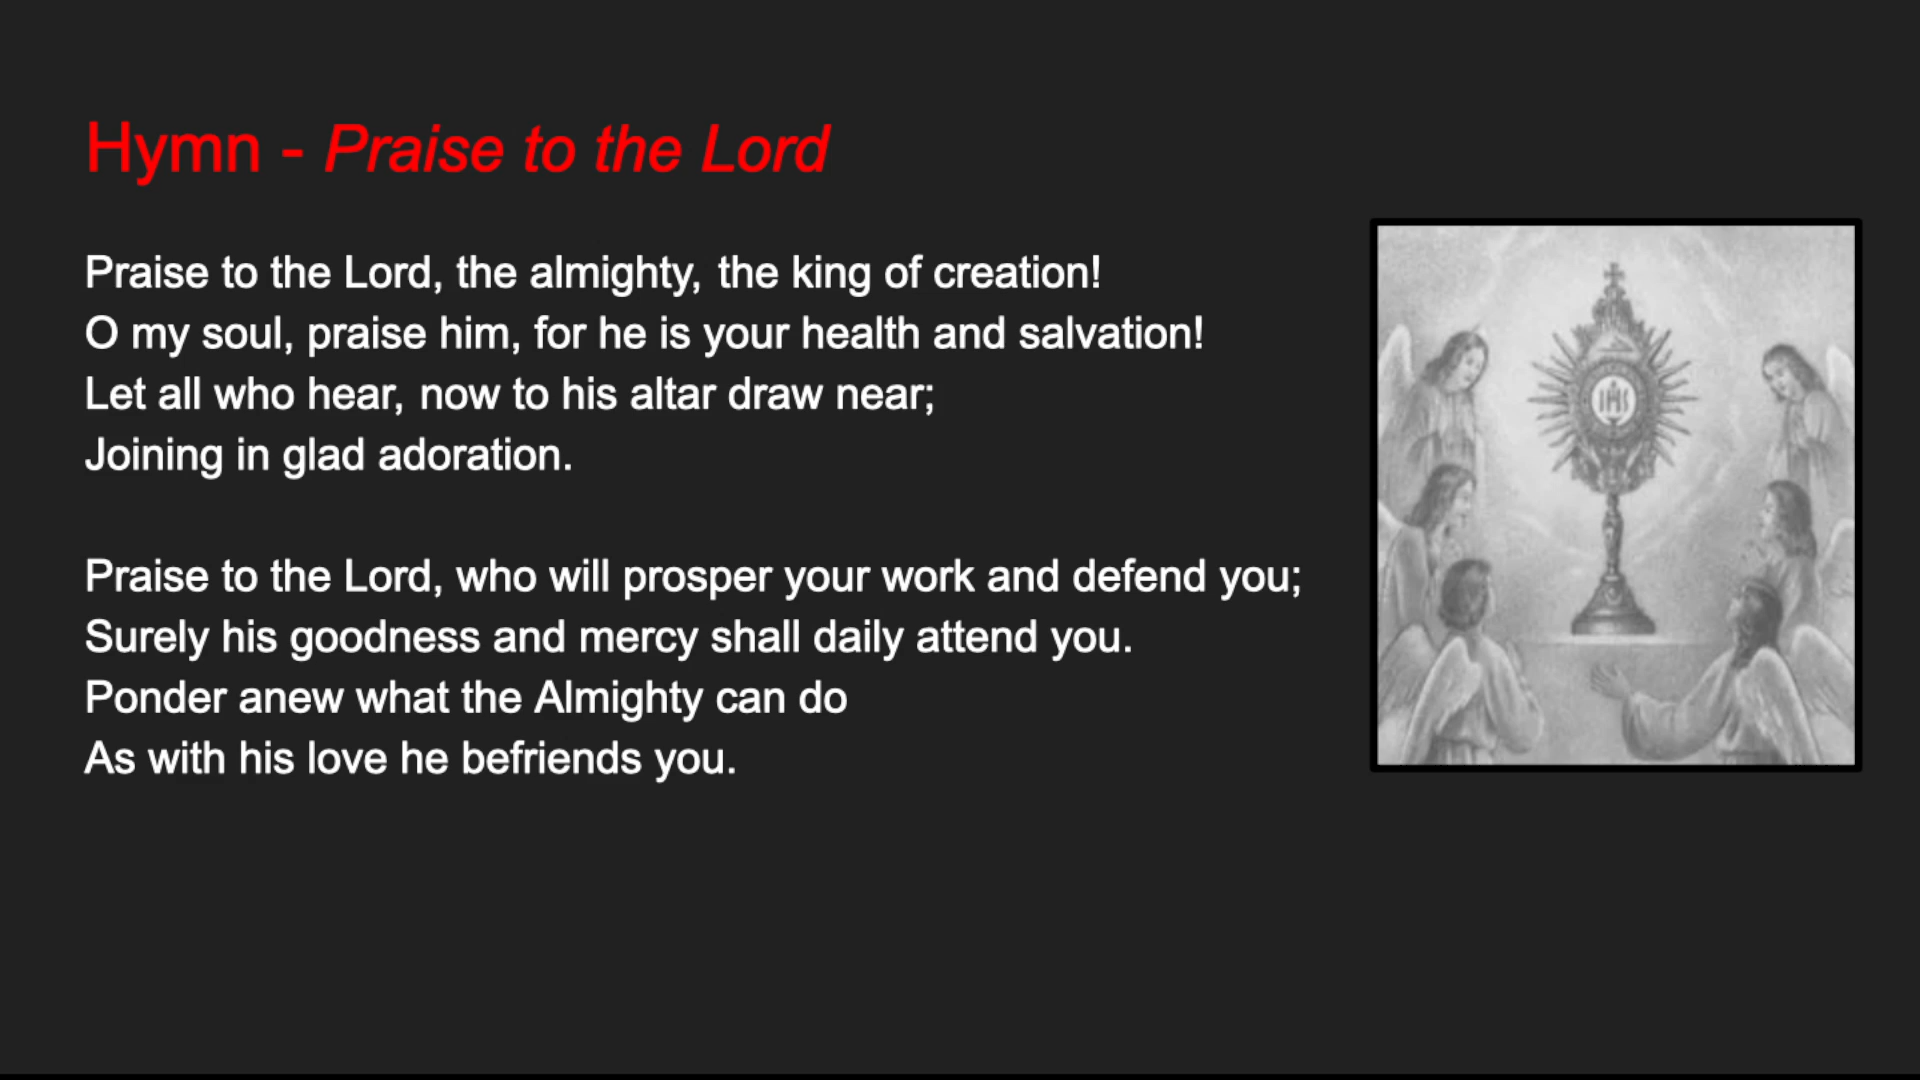 Hymn - Praise to the Lord
Praise to the Lord, the almighty, the king of creation!
O my soul, praise him, for he is your health and salvation!
Let all who hear, now to his altar draw near;
Joining in glad adoration.
Praise to the Lord, who will prosper your work and defend you;
Surely his goodness and mercy shall daily attend you.
Ponder anew what the Almighty can do
As with his love he befriends you.
IHS